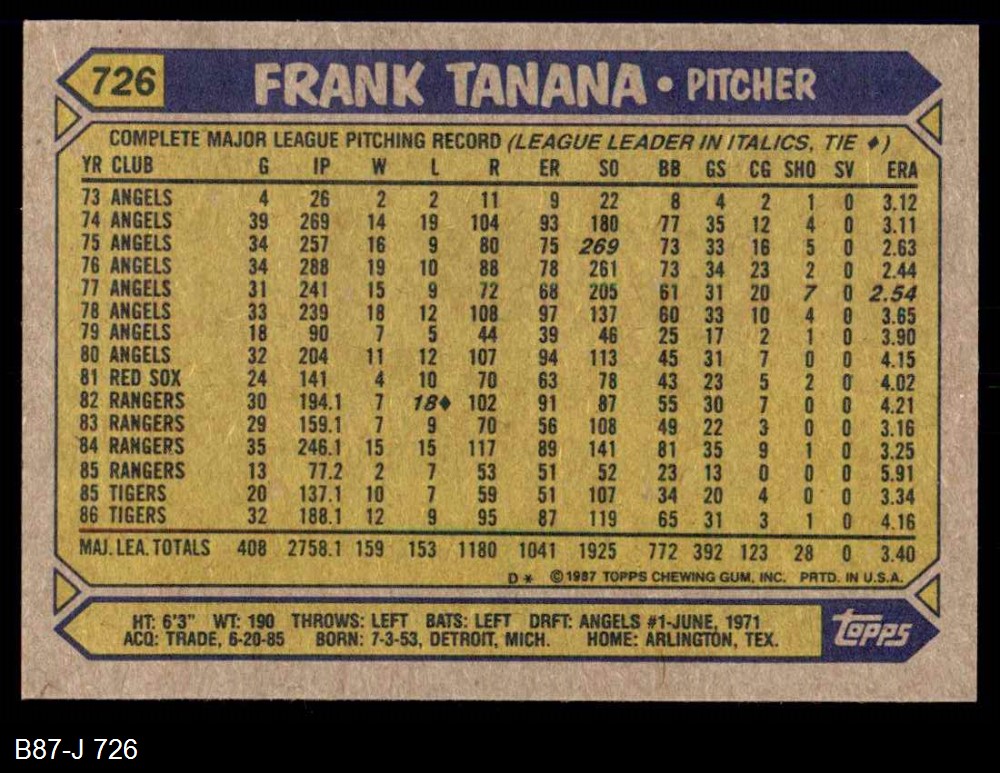 726 FRANK TANANA • PITCHER
COMPLETE MAJOR LEAGUE PITCHING RECORD (LEAGUE LEADER IN ITALICS, TIE ♦)
YR CLUB G IP W L R ER SO BB GS CG SHO SV ERA
73 ANGELS 4 26 2 2 11 9 22 8 4 2 1 0 3.12
74 ANGELS 39 269 14 19 104 93 180 77 35 12 4 0 3.11
75 ANGELS 34 257 16 9 80 75 269 73 33 16 5 0 2.63
76 ANGELS 34 288 19 10 88 78 261 73 34 23 2 0 2.44
77 ANGELS 31 241 15 9 72 68 205 61 31 20 7 0 2.54
78 ANGELS 33 239 18 12 108 97 137 60 33 10 4 0 3.65
79 ANGELS 18 90 7 5 44 39 46 25 17 2 1 0 3.90
80 ANGELS 32 204 11 12 107 94 113 45 31 7 0 0 4.15
81 RED SOX 24 141 4 10 70 63 78 43 23 5 2 0 4.02
82 RANGERS 30 194.1 7 18♦ 102 91 87 55 30 7 0 0 4.21
83 RANGERS 29 159.1 7 9 70 56 108 49 22 3 0 0 3.16
84 RANGERS 35 246.1 15 15 117 89 141 81 35 9 1 0 3.25
85 RANGERS 13 77.2 2 7 53 51 52 23 13 0 0 0 5.91
85 TIGERS 20 137.1 10 7 59 51 107 34 20 4 0 0 3.34
86 TIGERS 32 188.1 12 9 95 87 119 65 31 3 1 0 4.16
MAJ. LEA. TOTALS 408 2758.1 159 153 1180 1041 1925 772 392 123 28 0 3.40
D * © 1987 TOPPS CHEWING GUM, INC. PRTD. IN U.S.A.
HT: 6'3" WT: 190 THROWS: LEFT BATS: LEFT DRFT: ANGELS #1-JUNE, 1971
ACQ: TRADE, 6-20-85 BORN: 7-3-53, DETROIT, MICH. HOME: ARLINGTON, TEX.
topps
B87-J 726